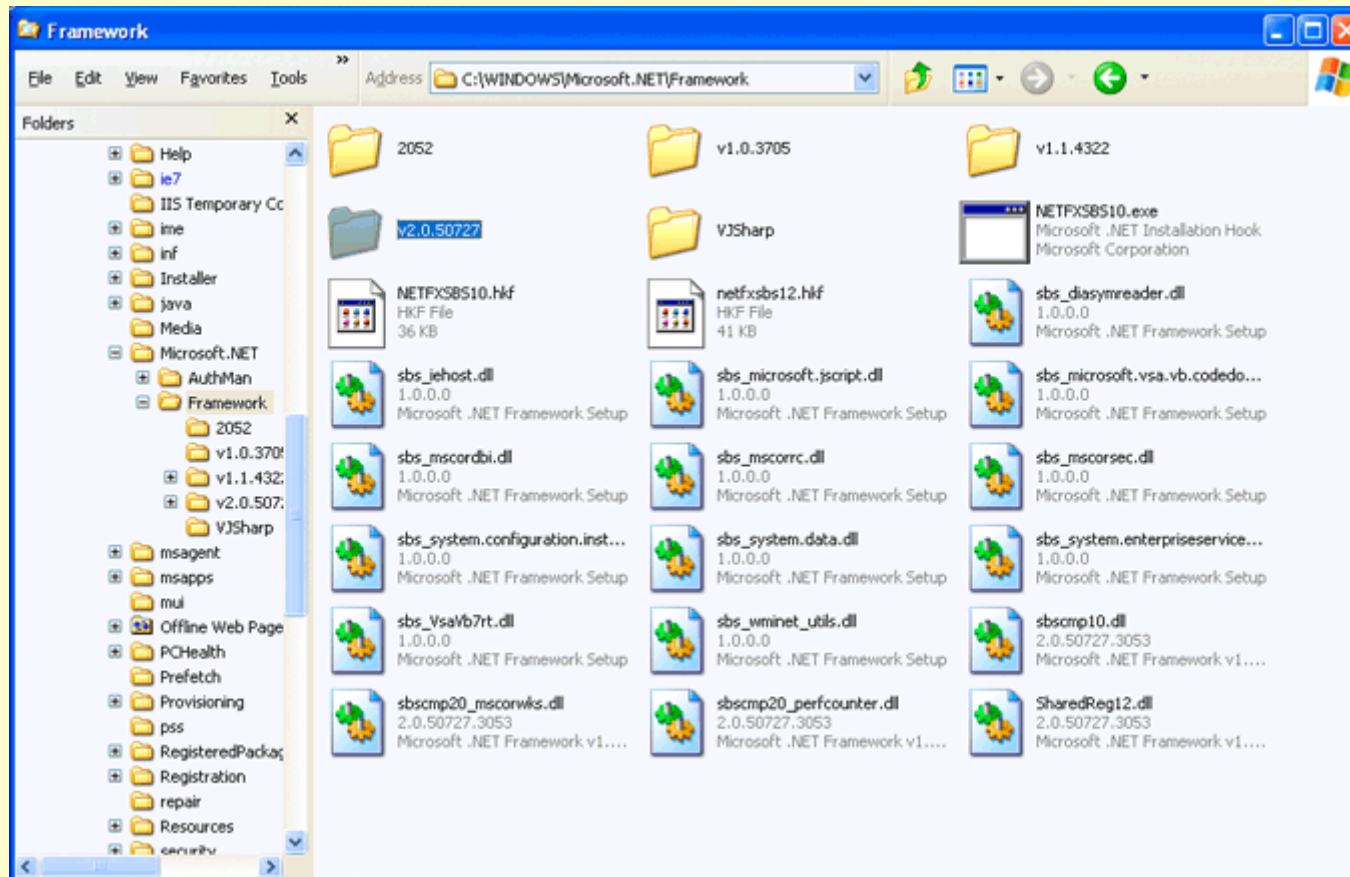 Framework
File Edit View Favorites Tools » Address C:\WINDOWS\Microsoft.NET\Framework
Folders
Help
ie7
IIS Temporary Cc
ime
inf
Installer
java
Media
Microsoft.NET
AuthMan
Framework
2052
v1.0.370
v1.1.432
v2.0.507
VJSharp
msagent
msapps
mui
Offline Web Page
PCHealth
Prefetch
Provisioning
pss
RegisteredPackag
Registration
repair
Resources
security
2052
v1.0.3705
v1.1.4322
v2.0.50727
VJSharp
NETFXSBS10.exe
Microsoft .NET Installation Hook
Microsoft Corporation
NETFXSBS10.hkf
HKF File
36 KB
netfxsbs12.hkf
HKF File
41 KB
sbs_diasymreader.dll
1.0.0.0
Microsoft .NET Framework Setup
sbs_iehost.dll
1.0.0.0
Microsoft .NET Framework Setup
sbs_microsoft.jscript.dll
1.0.0.0
Microsoft .NET Framework Setup
sbs_microsoft.vsa.vb.codedo...
1.0.0.0
Microsoft .NET Framework Setup
sbs_mscordbi.dll
1.0.0.0
Microsoft .NET Framework Setup
sbs_mscorrc.dll
1.0.0.0
Microsoft .NET Framework Setup
sbs_mscorsec.dll
1.0.0.0
Microsoft .NET Framework Setup
sbs_system.configuration.inst...
1.0.0.0
Microsoft .NET Framework Setup
sbs_system.data.dll
1.0.0.0
Microsoft .NET Framework Setup
sbs_system.enterpriseservice...
1.0.0.0
Microsoft .NET Framework Setup
sbs_VsaVb7rt.dll
1.0.0.0
Microsoft .NET Framework Setup
sbs_wminet_utils.dll
1.0.0.0
Microsoft .NET Framework Setup
sbscmp10.dll
2.0.50727.3053
Microsoft .NET Framework v1....
sbscmp20_mscorwks.dll
2.0.50727.3053
Microsoft .NET Framework v1....
sbscmp20_perfcounter.dll
2.0.50727.3053
Microsoft .NET Framework v1....
SharedReg12.dll
2.0.50727.3053
Microsoft .NET Framework v1....